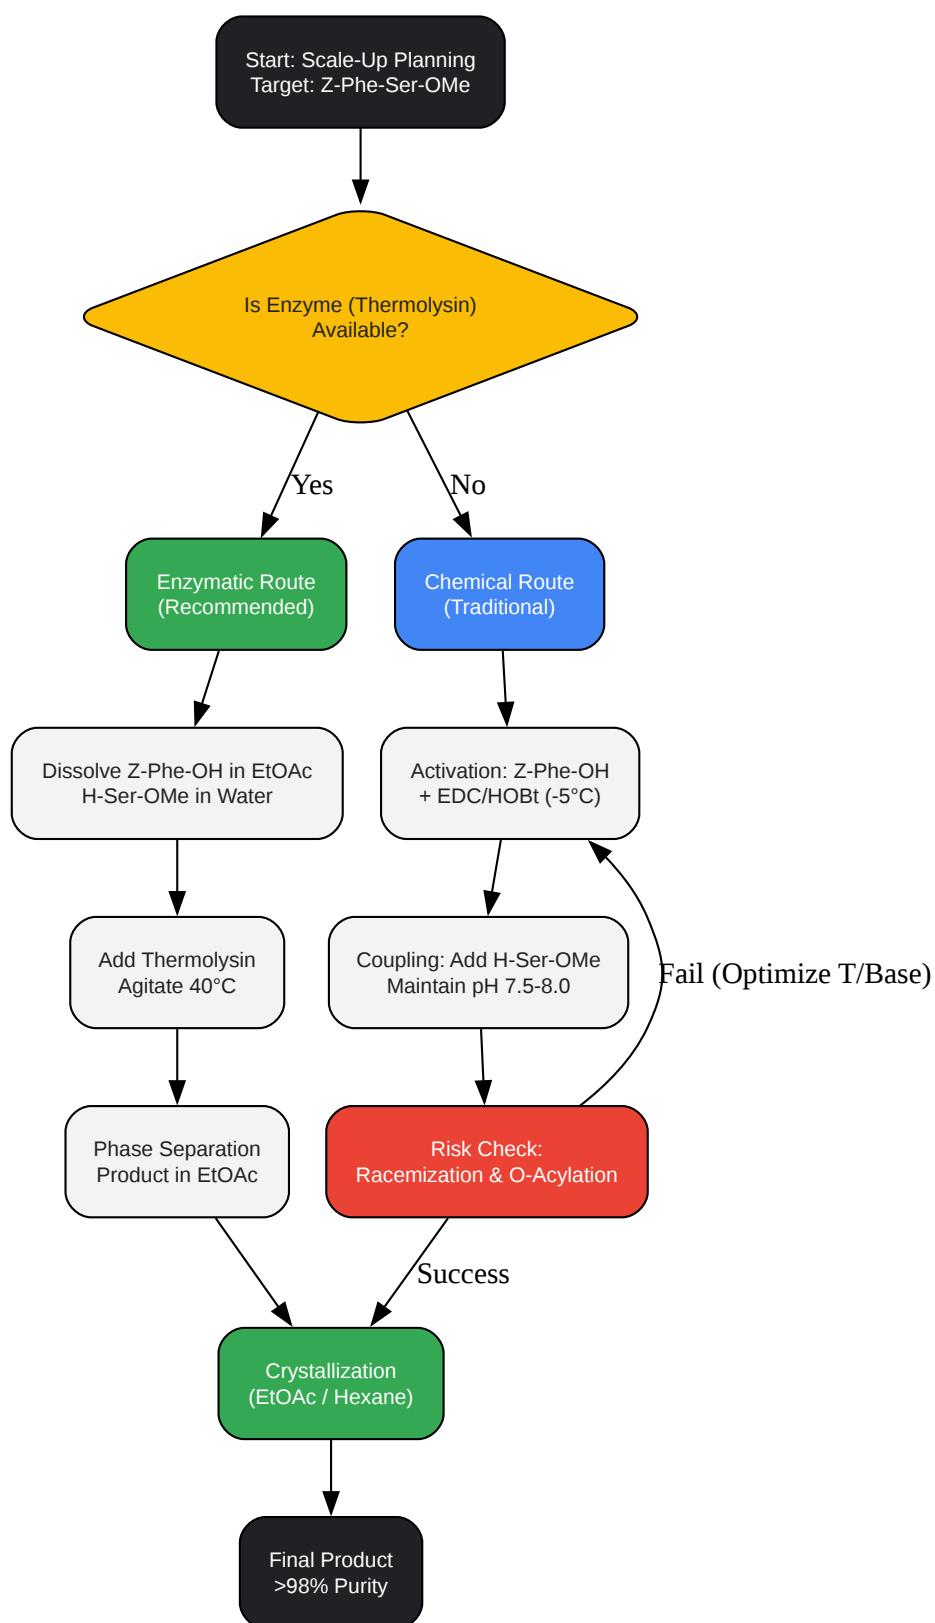 Start: Scale-Up Planning
Target: Z-Phe-Ser-OMe
Is Enzyme (Thermolysin)
Available?
Yes
No
Enzymatic Route
(Recommended)
Chemical Route
(Traditional)
Dissolve Z-Phe-OH in EtOAc
H-Ser-OMe in Water
Activation: Z-Phe-OH
+ EDC/HOBt (-5°C)
Add Thermolysin
Agitate 40°C
Coupling: Add H-Ser-OMe
Maintain pH 7.5-8.0
Fail (Optimize T/Base)
Phase Separation
Product in EtOAc
Risk Check:
Racemization & O-Acylation
Success
Crystallization
(EtOAc / Hexane)
Final Product
>98% Purity